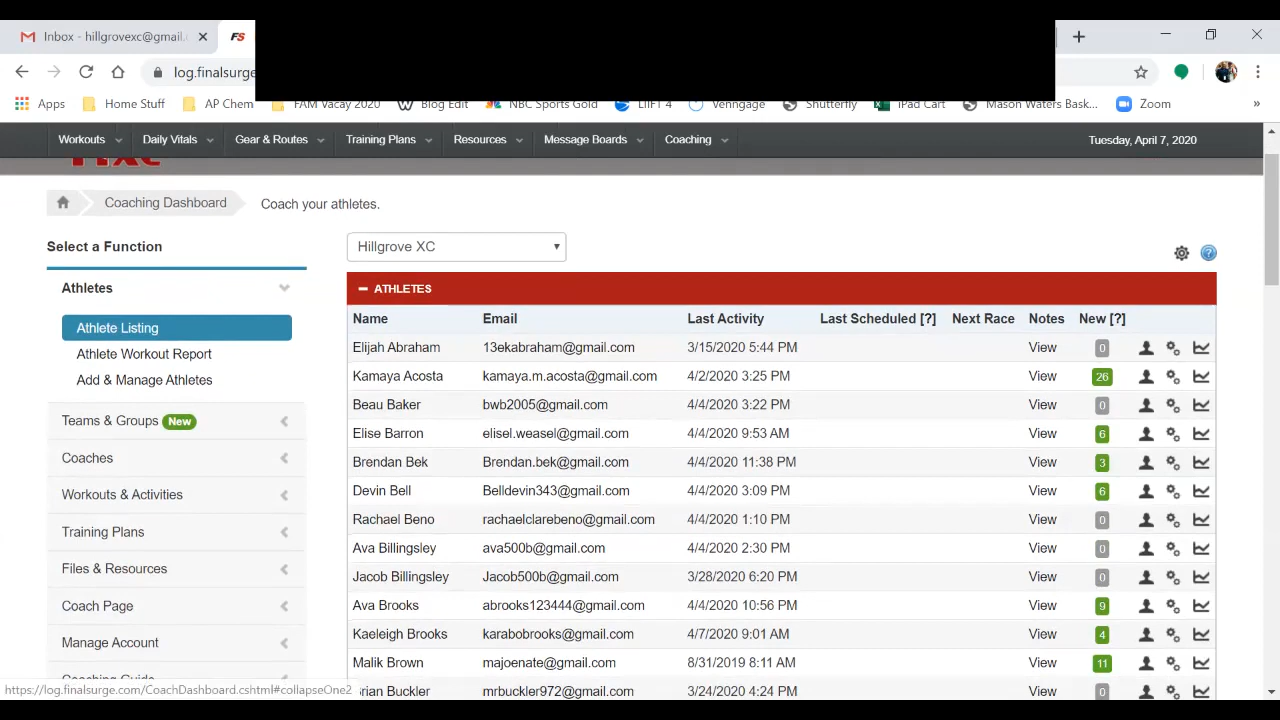 Inbox - hillgrovexc@gmail.
FS
log.finalsurge
Apps Home Stuff AP Chem FAM Vacay 2020 Blog Edit NBC Sports Gold LIIFT 4 Venngage Shutterfly iPad Cart Mason Waters Bask... Zoom »
Workouts Daily Vitals Gear & Routes Training Plans Resources Message Boards Coaching Tuesday, April 7, 2020
Coaching Dashboard Coach your athletes.
Select a Function
Hillgrove XC
Athletes
Athlete Listing
Athlete Workout Report
Add & Manage Athletes
Teams & Groups New
Coaches
Workouts & Activities
Training Plans
Files & Resources
Coach Page
Manage Account
Coaching Guide
ATHLETES
Name Email Last Activity Last Scheduled [?] Next Race Notes New [?]
Elijah Abraham 13ekabraham@gmail.com 3/15/2020 5:44 PM View 0
Kamaya Acosta kamaya.m.acosta@gmail.com 4/2/2020 3:25 PM View 26
Beau Baker bwb2005@gmail.com 4/4/2020 3:22 PM View 0
Elise Barron elisel.weasel@gmail.com 4/4/2020 9:53 AM View 6
Brendan Bek Brendan.bek@gmail.com 4/4/2020 11:38 PM View 3
Devin Bell Belldevin343@gmail.com 4/4/2020 3:09 PM View 6
Rachael Beno rachaelclarebeno@gmail.com 4/4/2020 1:10 PM View 0
Ava Billingsley ava500b@gmail.com 4/4/2020 2:30 PM View 0
Jacob Billingsley Jacob500b@gmail.com 3/28/2020 6:20 PM View 0
Ava Brooks abrooks123444@gmail.com 4/4/2020 10:56 PM View 9
Kaeleigh Brooks karabobrooks@gmail.com 4/7/2020 9:01 AM View 4
Malik Brown majoenate@gmail.com 8/31/2019 8:11 AM View 11
Brian Buckler mrbuckler972@gmail.com 3/24/2020 4:24 PM View 0
https://log.finalsurge.com/CoachDashboard.cshtml#collapseOne2